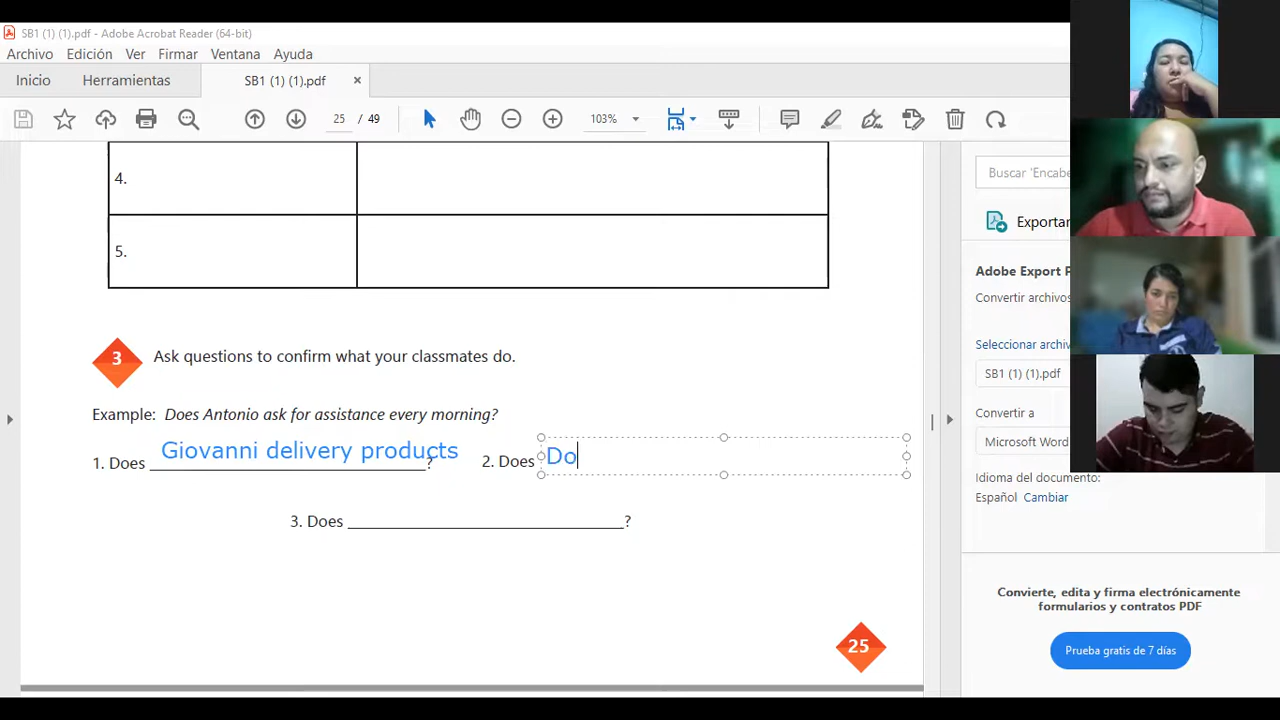 SB1 (1) (1).pdf - Adobe Acrobat Reader (64-bit)
Archivo Edición Ver Firmar Ventana Ayuda
Inicio Herramientas SB1 (1) (1).pdf ×
25 / 49 103%
4.
5.
3 Ask questions to confirm what your classmates do.
Example: Does Antonio ask for assistance every morning?
1. Does Giovanni delivery products ?
2. Does Do
3. Does ?
25
Buscar 'Encabe
Exportar
Adobe Export P
Convertir archivos
Seleccionar archiv
SB1 (1) (1).pdf
Convertir a
Microsoft Word
Idioma del documento:
Español Cambiar
Convierte, edita y firma electrónicamente
formularios y contratos PDF
Prueba gratis de 7 días